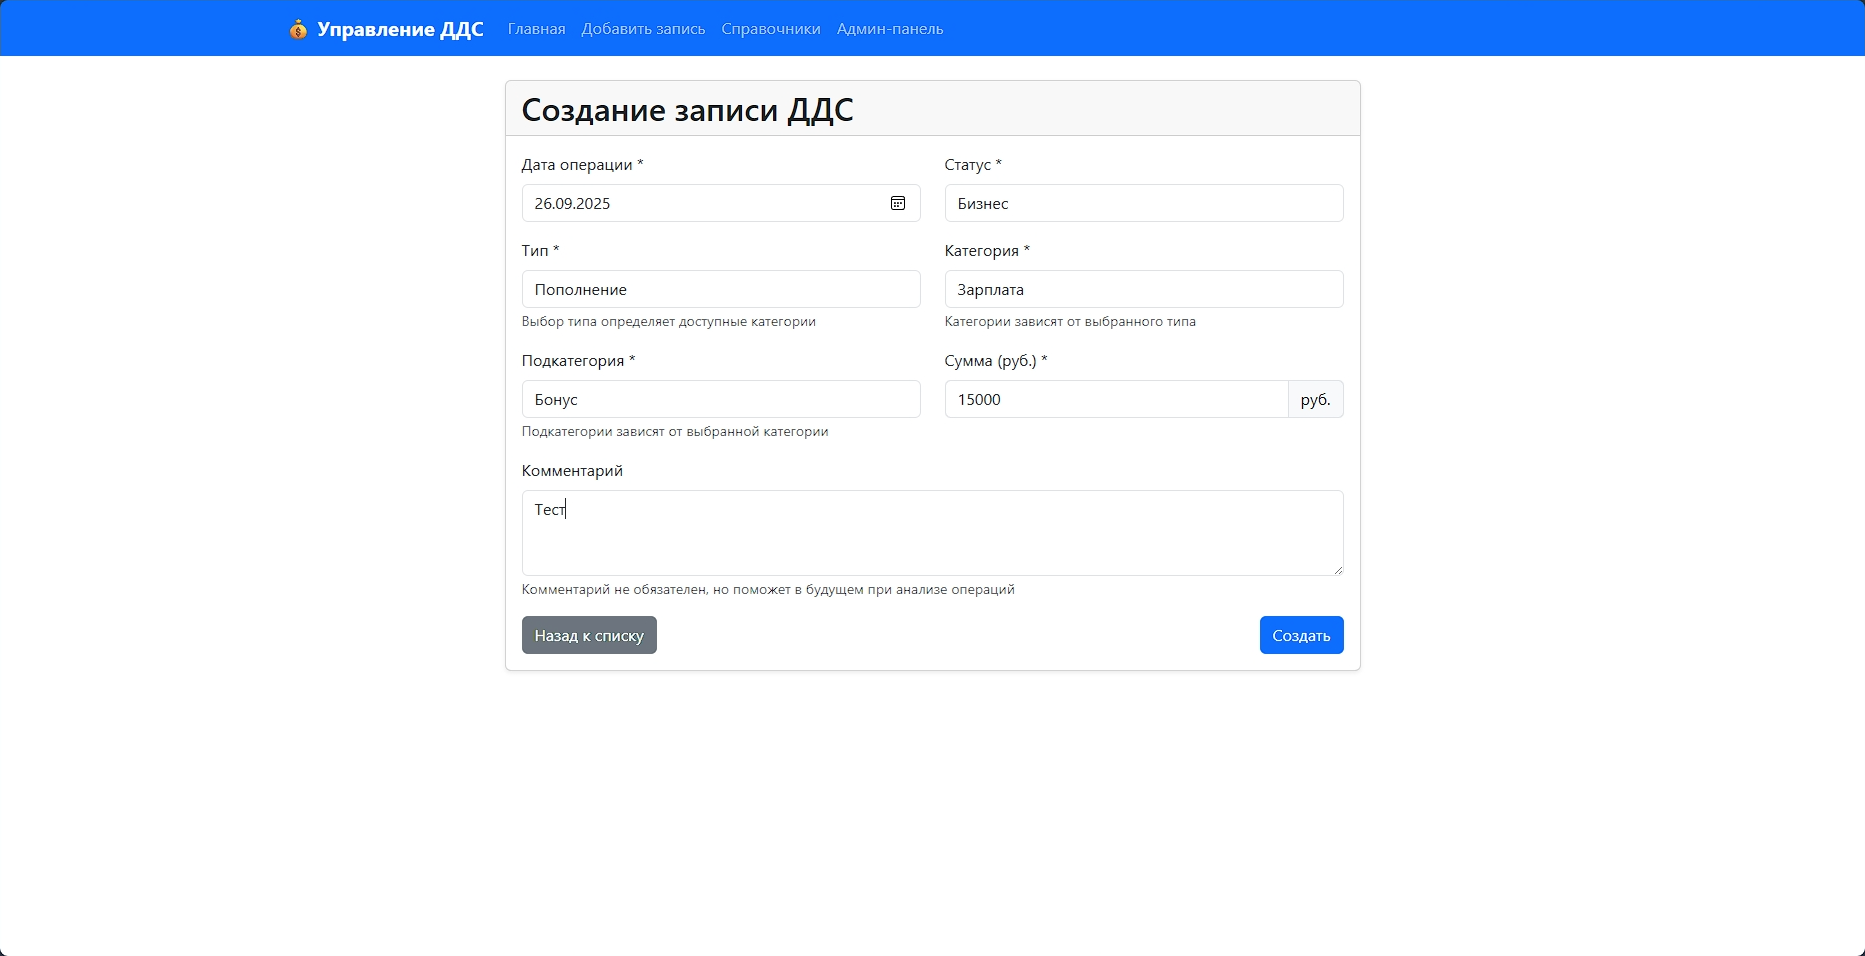 Управление ДДС Главная Добавить запись Справочники Админ-панель
Создание записи ДДС
Дата операции * Статус *
26.09.2025 Бизнес
Тип * Категория *
Пополнение Зарплата
Выбор типа определяет доступные категории Категории зависят от выбранного типа
Подкатегория * Сумма (руб.) *
Бонус 15000 руб.
Подкатегории зависят от выбранной категории
Комментарий
Тест
Комментарий не обязателен, но поможет в будущем при анализе операций
Назад к списку Создать